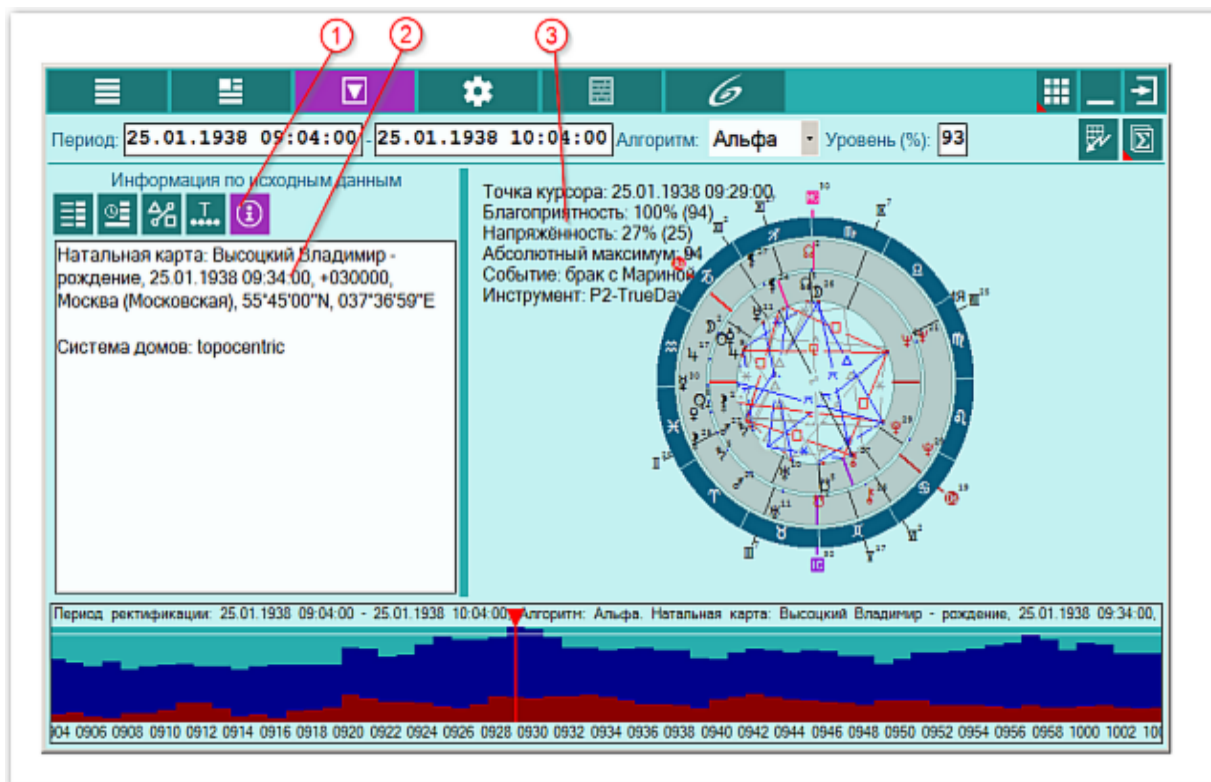 1 2 3
Период: 25.01.1938 09:04:00 - 25.01.1938 10:04:00 Алгоритм: Альфа Уровень (%): 93
Информация по исходным данным
Натальная карта: Высоцкий Владимир -
рождение, 25.01.1938 09:34:00, +030000,
Москва (Московская), 55°45'00"N, 037°36'59"E
Система домов: topocentric
Точка курсора: 25.01.1938 09:29:00,
Благоприятность: 100% (94)
Напряжённость: 27% (25)
Абсолютный максимум: 94
Событие: брак с Мариной
Инструмент: P2-TrueDay
Период ректификации: 25.01.1938 09:04:00 - 25.01.1938 10:04:00, Алгоритм: Альфа. Натальная карта: Высоцкий Владимир - рождение, 25.01.1938 09:34:00,
904 0906 0908 0910 0912 0914 0916 0918 0920 0922 0924 0926 0928 0930 0932 0934 0936 0938 0940 0942 0944 0946 0948 0950 0952 0954 0956 0958 1000 1002